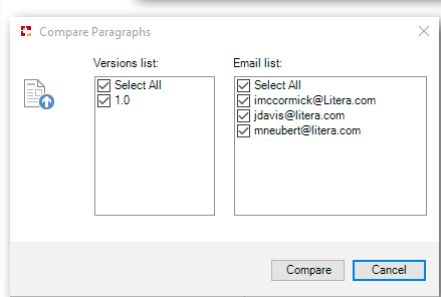 Compare Paragraphs
Versions list:
Select All
1.0
Email list:
Select All
imccormick@Litera.com
jdavis@litera.com
mneubert@litera.com
Compare
Cancel